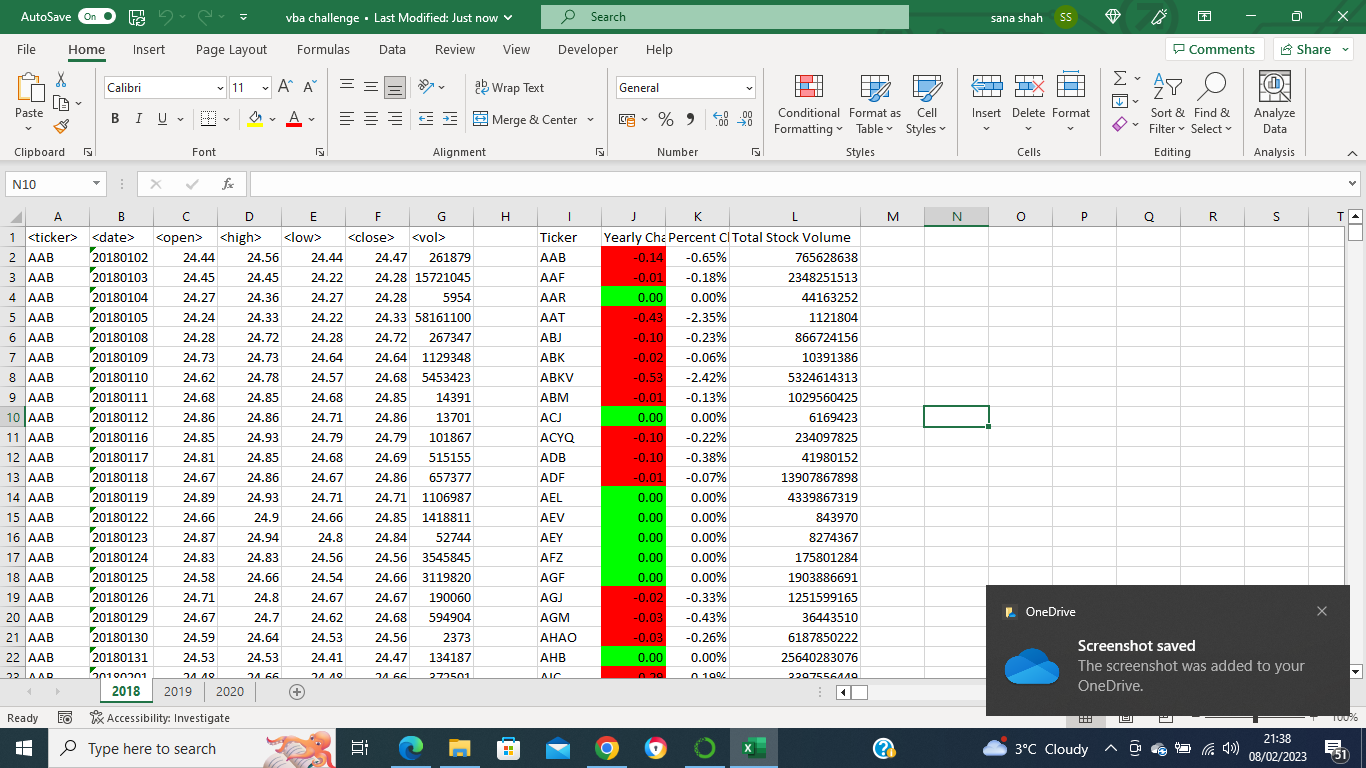 AutoSave On vba challenge • Last Modified: Just now Search sana shah SS
File Home Insert Page Layout Formulas Data Review View Developer Help Comments Share
Calibri 11 Wrap Text General
Paste B I U Merge & Center % Conditional Formatting Format as Table Cell Styles Insert Delete Format Sort & Filter Find & Select Analyze Data
Clipboard Font Alignment Number Styles Cells Editing Analysis
N10 fx
A B C D E F G H I J K L M N O P Q R S T
1 <ticker> <date> <open> <high> <low> <close> <vol> Ticker Yearly Cha Percent Cl Total Stock Volume
2 AAB 20180102 24.44 24.56 24.44 24.47 261879 AAB -0.14 -0.65% 765628638
3 AAB 20180103 24.45 24.45 24.22 24.28 15721045 AAF -0.01 -0.18% 2348251513
4 AAB 20180104 24.27 24.36 24.27 24.28 5954 AAR 0.00 0.00% 44163252
5 AAB 20180105 24.24 24.33 24.22 24.33 58161100 AAT -0.43 -2.35% 1121804
6 AAB 20180108 24.28 24.72 24.28 24.72 267347 ABJ -0.10 -0.23% 866724156
7 AAB 20180109 24.73 24.73 24.64 24.64 1129348 ABK -0.02 -0.06% 10391386
8 AAB 20180110 24.62 24.78 24.57 24.68 5453423 ABKV -0.53 -2.42% 5324614313
9 AAB 20180111 24.68 24.85 24.68 24.85 14391 ABM -0.01 -0.13% 1029560425
10 AAB 20180112 24.86 24.86 24.71 24.86 13701 ACJ 0.00 0.00% 6169423
11 AAB 20180116 24.85 24.93 24.79 24.79 101867 ACYQ -0.10 -0.22% 234097825
12 AAB 20180117 24.81 24.85 24.68 24.69 515155 ADB -0.10 -0.38% 41980152
13 AAB 20180118 24.67 24.86 24.67 24.86 657377 ADF -0.01 -0.07% 13907867898
14 AAB 20180119 24.89 24.93 24.71 24.71 1106987 AEL 0.00 0.00% 4339867319
15 AAB 20180122 24.66 24.9 24.66 24.85 1418811 AEV 0.00 0.00% 843970
16 AAB 20180123 24.87 24.94 24.8 24.84 52744 AEY 0.00 0.00% 8274367
17 AAB 20180124 24.83 24.83 24.56 24.56 3545845 AFZ 0.00 0.00% 175801284
18 AAB 20180125 24.58 24.66 24.54 24.66 3119820 AGF 0.00 0.00% 1903886691
19 AAB 20180126 24.71 24.8 24.67 24.67 190060 AGJ -0.02 -0.33% 1251599165
20 AAB 20180129 24.67 24.7 24.62 24.68 594904 AGM -0.03 -0.43% 36443510
21 AAB 20180130 24.59 24.64 24.53 24.56 2373 AHAO -0.03 -0.26% 6187850222
22 AAB 20180131 24.53 24.53 24.41 24.47 134187 AHB 0.00 0.00% 25640283076
OneDrive
Screenshot saved
The screenshot was added to your
OneDrive.
2018 2019 2020
Ready Accessibility: Investigate 100%
Type here to search 3°C Cloudy 21:38
08/02/2023 51